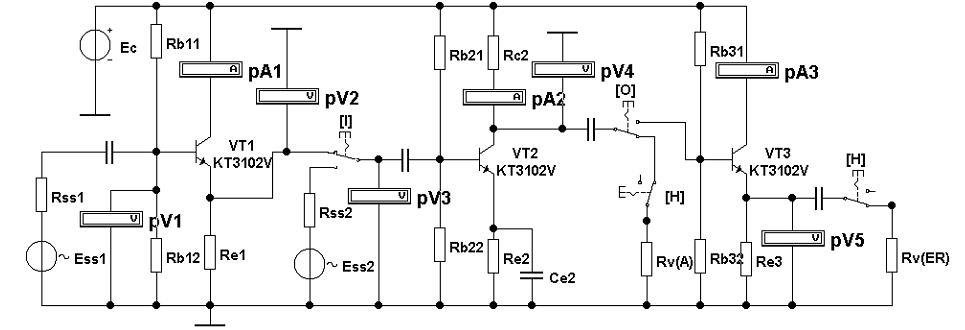 Ec
Rb11
A
pA1
V
pV2
[I]
Rb21
Rc2
A
pA2
V
pV4
[O]
Rb31
A
pA3
VT1
KT3102V
VT2
KT3102V
VT3
KT3102V
[H]
Rss1
V
pV1
Rss2
V
pV3
E
[H]
V
pV5
~ Ess1
Rb12
Re1
~ Ess2
Rb22
Re2
Ce2
Rv(A)
Rb32
Re3
Rv(ER)
+
-